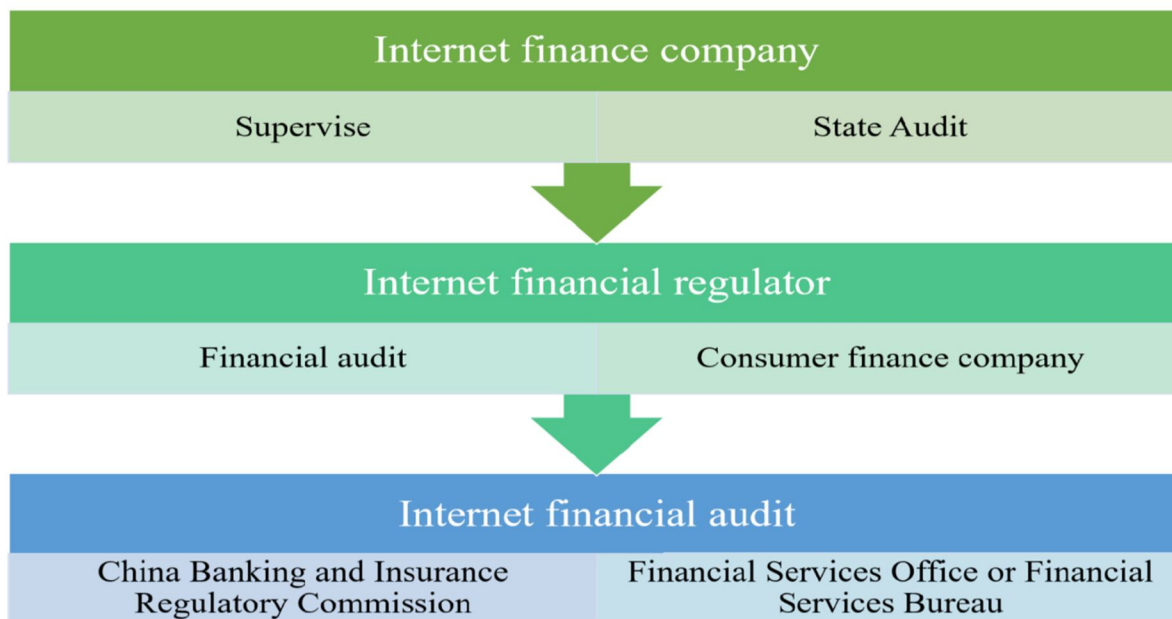 Internet finance company
Supervise
State Audit
Internet financial regulator
Financial audit
Consumer finance company
Internet financial audit
China Banking and Insurance
Regulatory Commission
Financial Services Office or Financial
Services Bureau